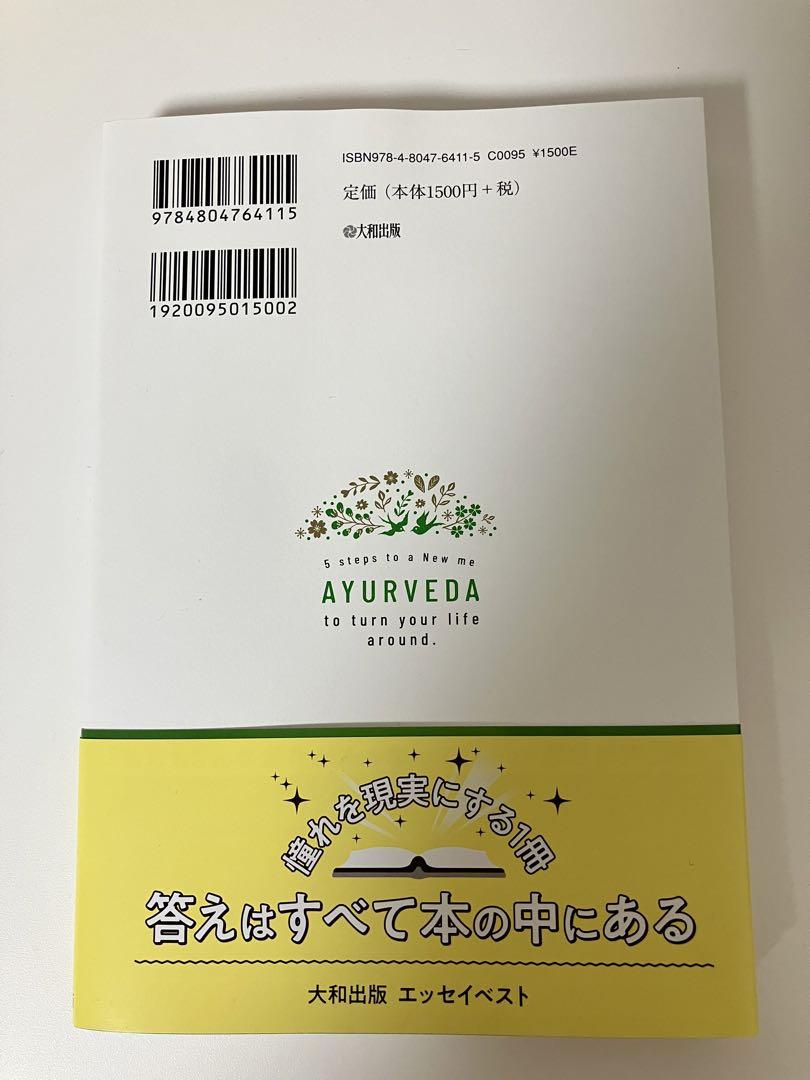 ISBN978-4-8047-6411-5 C0095 ¥1500E
9784804764115
定価（本体1500円＋税）
大和出版
1920095015002
5 steps to a New me
AYURVEDA
to turn your life
around.
憧れを現実にする1冊
答えはすべて本の中にある
大和出版 エッセイベスト